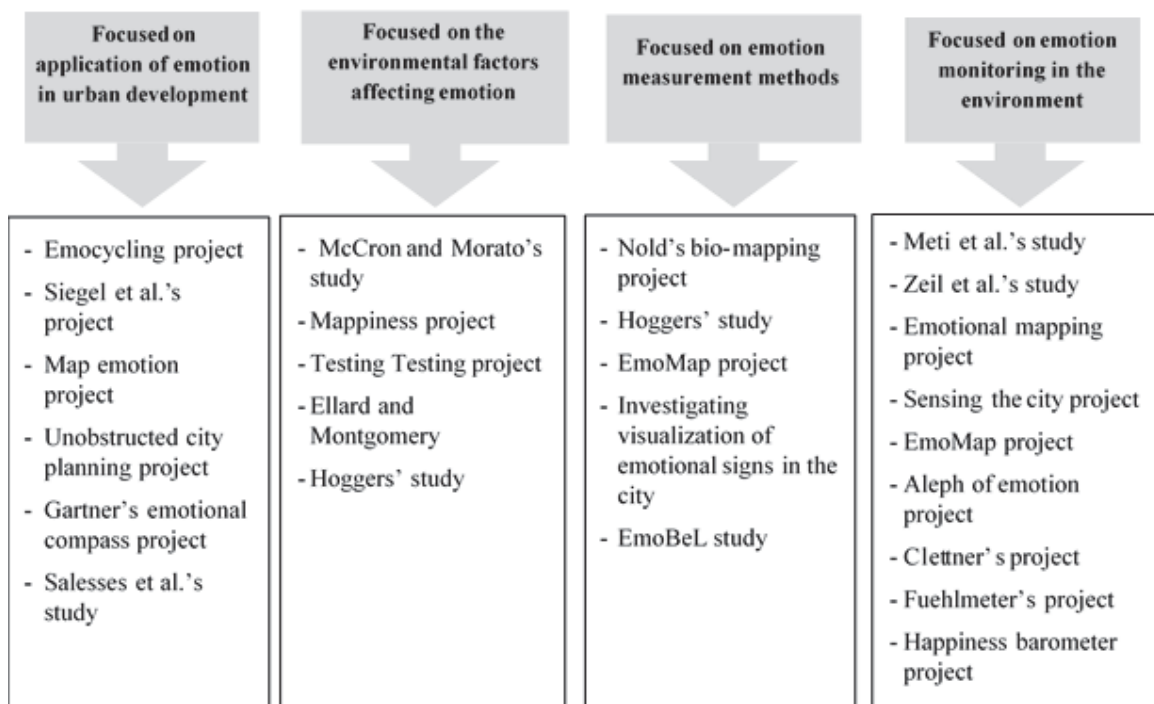 Focused on
application of emotion
in urban development
Focused on the
environmental factors
affecting emotion
Focused on emotion
measurement methods
Focused on emotion
monitoring in the
environment
- Emocycling project
- Siegel et al.'s
project
- Map emotion
project
- Unobstructed city
planning project
- Gartner's emotional
compass project
- Salesses et al.'s
study
- McCron and Morato's
study
- Mappiness project
- Testing Testing project
- Ellard and
Montgomery
- Hoggers' study
- Nold's bio-mapping
project
- Hoggers' study
- EmoMap project
- Investigating
visualization of
emotional signs in the
city
- EmoBeL study
- Meti et al.'s study
- Zeil et al.'s study
- Emotional mapping
project
- Sensing the city project
- EmoMap project
- Aleph of emotion
project
- Clettner's project
- Fuehlmeter's project
- Happiness barometer
project